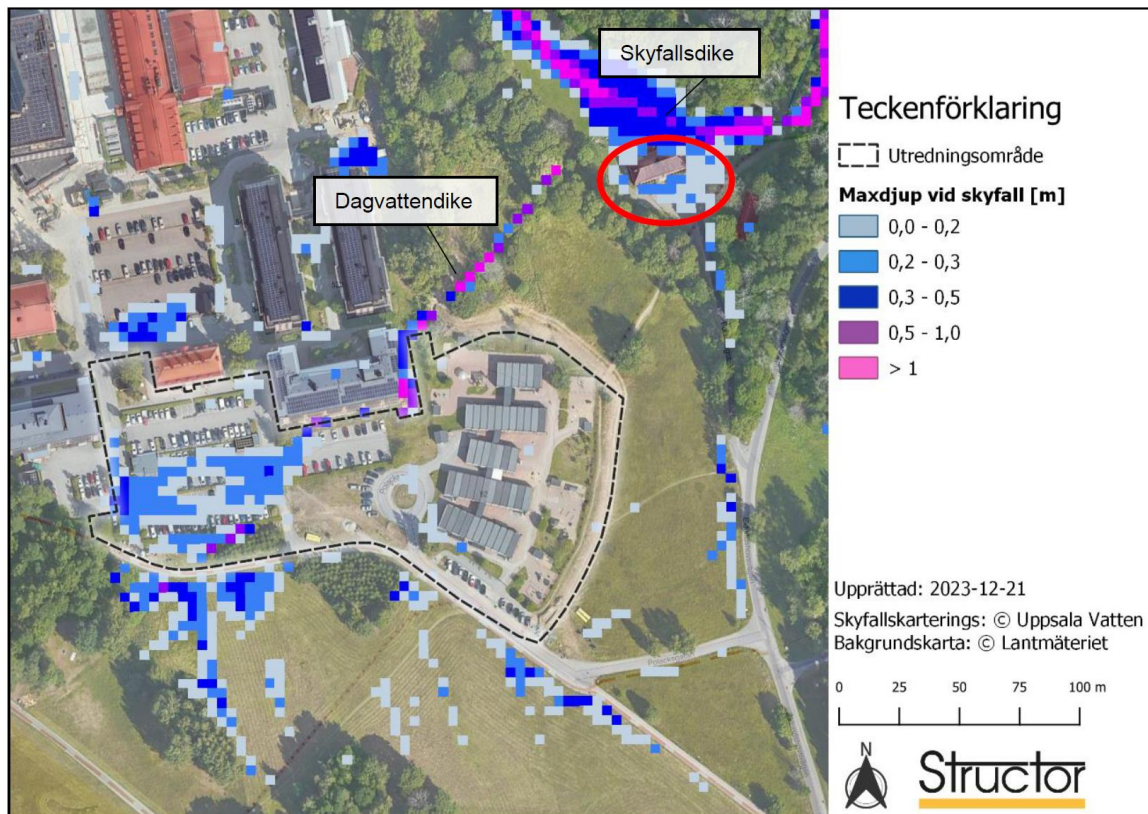 Skyfallsdike
Dagvattendike
Teckenförklaring
Utredningsområde
Maxdjup vid skyfall [m]
0,0 - 0,2
0,2 - 0,3
0,3 - 0,5
0,5 - 1,0
> 1
Upprättad: 2023-12-21
Skyfallskarterings: © Uppsala Vatten
Bakgrundskarta: © Lantmäteriet
0 25 50 75 100 m
N
Structor